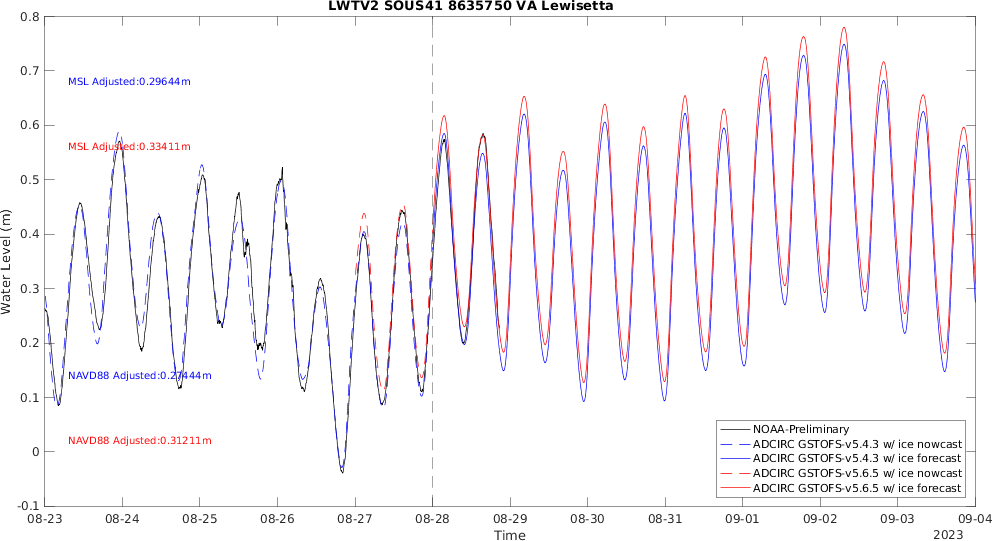 LWTV2 SOUS41 8635750 VA Lewisetta
0.8
0.7
0.6
0.5
0.4
0.3
0.2
0.1
0
-0.1
Water Level (m)
MSL Adjusted:0.29644m
MSL Adjusted:0.33411m
NAVD88 Adjusted:0.27444m
NAVD88 Adjusted:0.31211m
NOAA-Preliminary
ADCIRC GSTOFS-v5.4.3 w/ ice nowcast
ADCIRC GSTOFS-v5.4.3 w/ ice forecast
ADCIRC GSTOFS-v5.6.5 w/ ice nowcast
ADCIRC GSTOFS-v5.6.5 w/ ice forecast
08-23 08-24 08-25 08-26 08-27 08-28 08-29 08-30 08-31 09-01 09-02 09-03 09-04
Time
2023